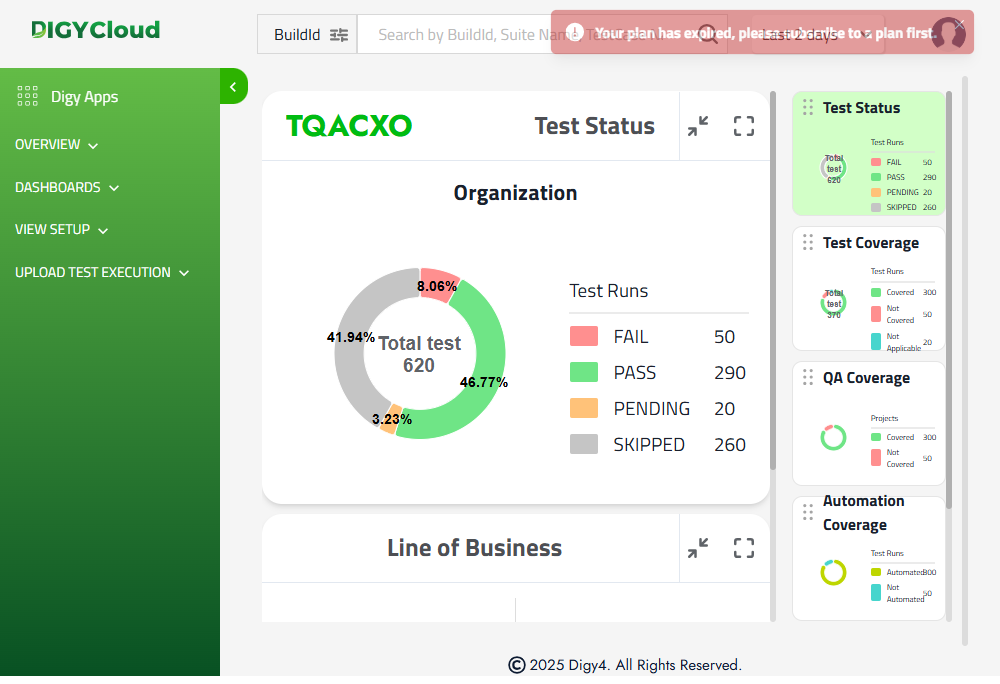 DIGYCloud
BuildId
Search by BuildId, Suite Name, Te
Last 2 days
Your plan has expired, please subscribe to a plan first.
Digy Apps
OVERVIEW
DASHBOARDS
VIEW SETUP
UPLOAD TEST EXECUTION
TQACXO
Test Status
Organization
8.06%
41.94%
46.77%
3.23%
Total test
620
Test Runs
FAIL 50
PASS 290
PENDING 20
SKIPPED 260
Line of Business
Test Status
Total
test
620
Test Runs
FAIL 50
PASS 290
PENDING 20
SKIPPED 260
Test Coverage
Total
test
370
Test Runs
Covered 300
Not
Covered 50
Not
Applicable 20
QA Coverage
Projects
Covered 300
Not
Covered 50
Automation
Coverage
Test Runs
Automated 300
Not
Automated 50
© 2025 Digy4. All Rights Reserved.